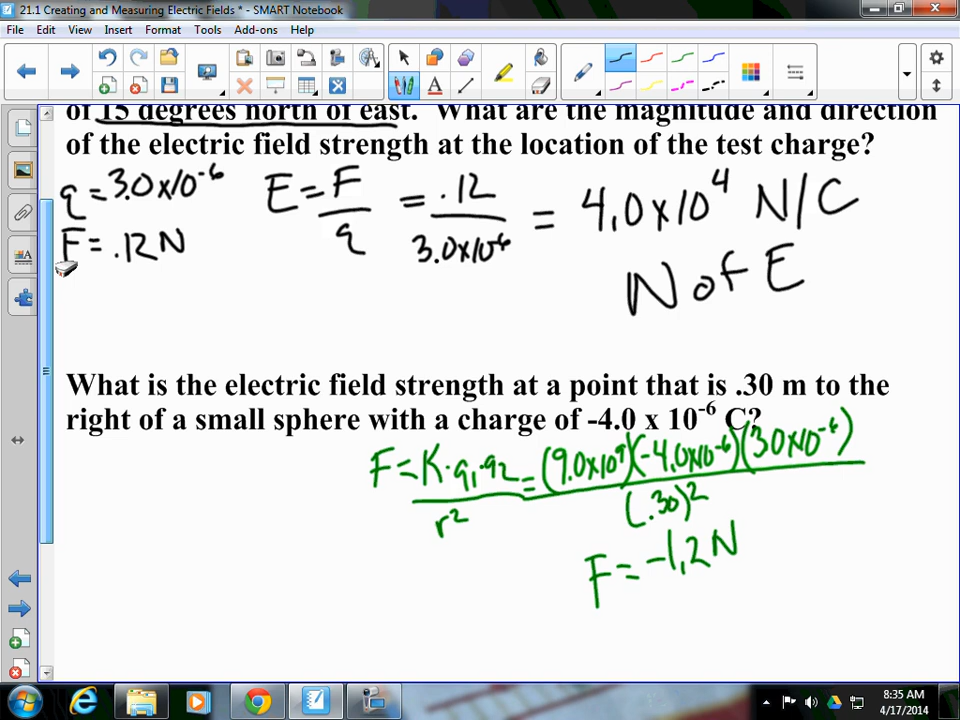 21.1 Creating and Measuring Electric Fields * - SMART Notebook
File Edit View Insert Format Tools Add-ons Help
of 15 degrees north of east. What are the magnitude and direction
of the electric field strength at the location of the test charge?
q = 3.0x10⁻⁶ E = F/q = .12/3.0x10⁻⁶ = 4.0x10⁴ N/C
F = .12N
N of E
What is the electric field strength at a point that is .30 m to the
right of a small sphere with a charge of -4.0 x 10⁻⁶ C?
F = K·q₁·q₂/r² = (9.0x10⁹)(-4.0x10⁻⁶)(3.0x10⁻⁶)/(.30)²
F = -1.2N
8:35 AM
4/17/2014